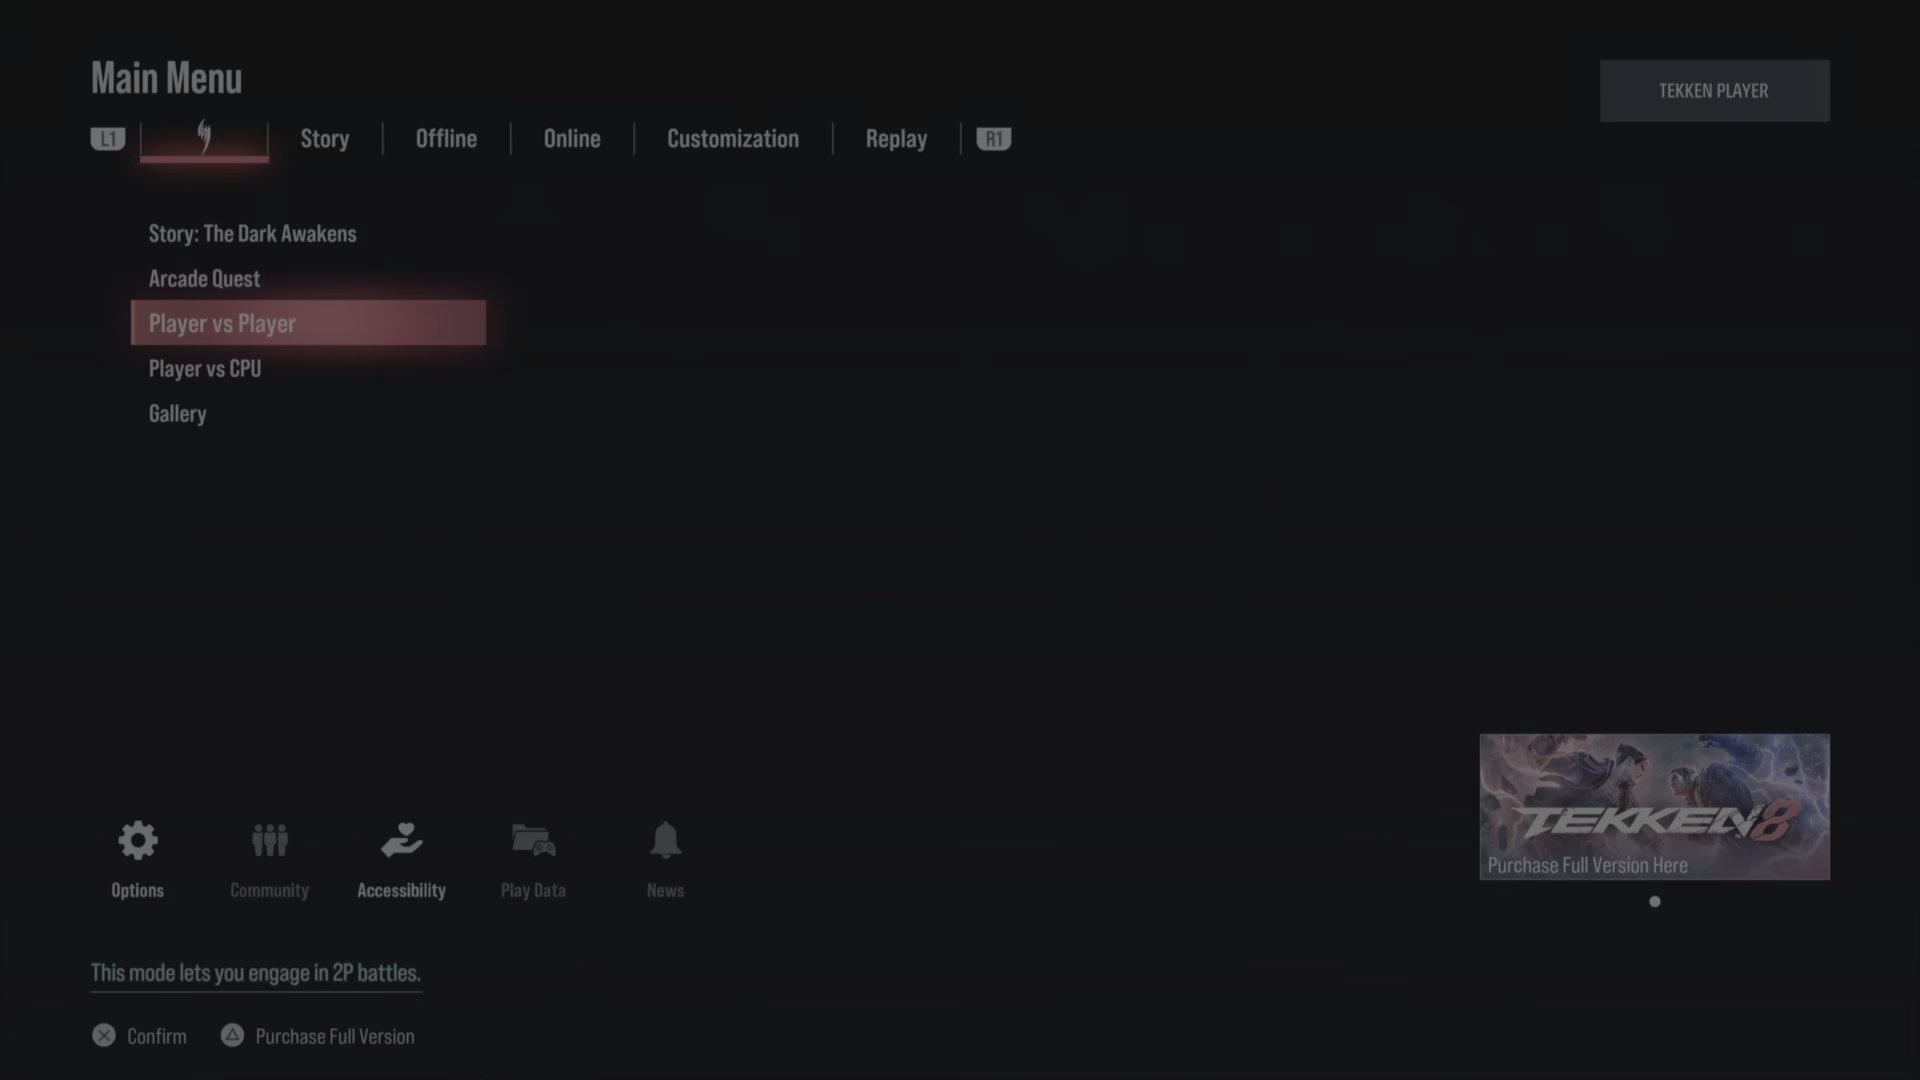 Main Menu
TEKKEN PLAYER
L1
Story
Offline
Online
Customization
Replay
R1
Story: The Dark Awakens
Arcade Quest
Player vs Player
Player vs CPU
Gallery
TEKKEN 8
Purchase Full Version Here
Options
Community
Accessibility
Play Data
News
This mode lets you engage in 2P battles.
Confirm
Purchase Full Version